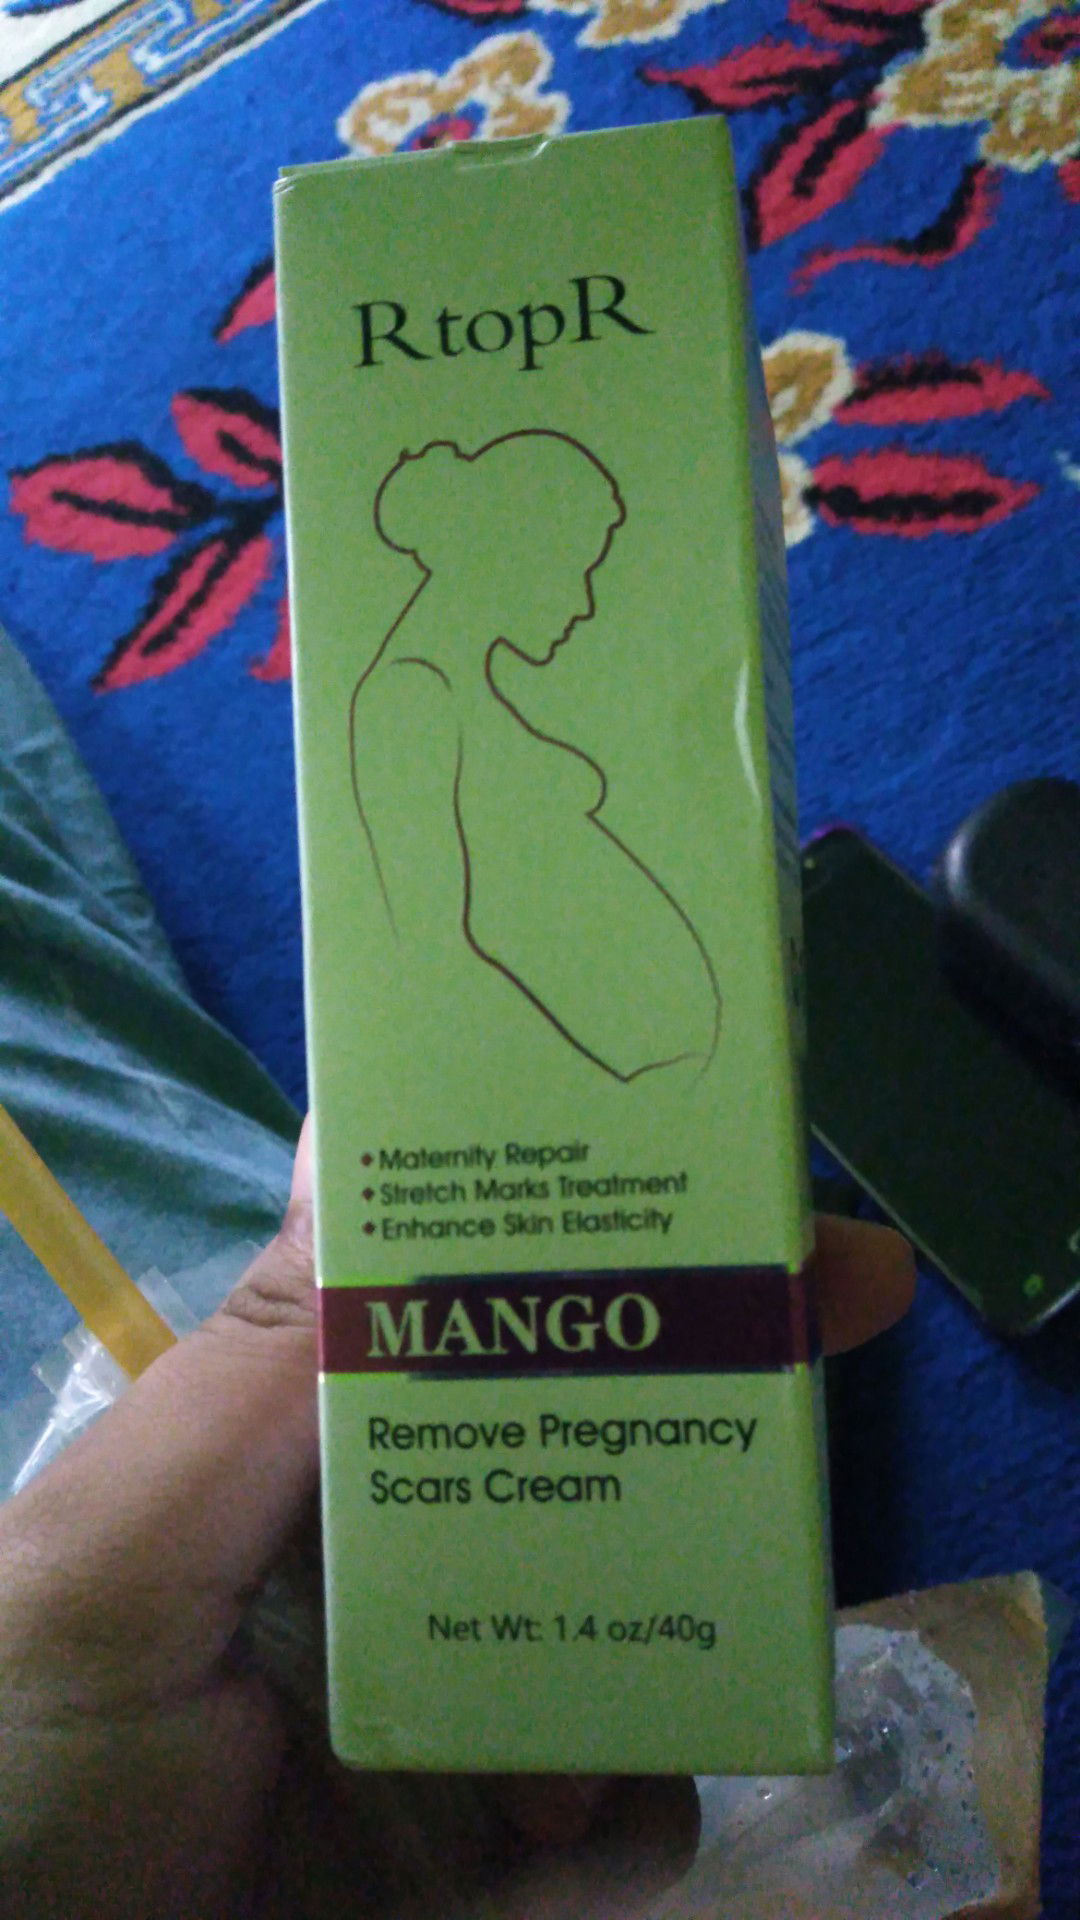 RtopR
• Maternity Repair
• Stretch Marks Treatment
• Enhance Skin Elasticity
MANGO
Remove Pregnancy
Scars Cream
Net Wt: 1.4 oz/40g